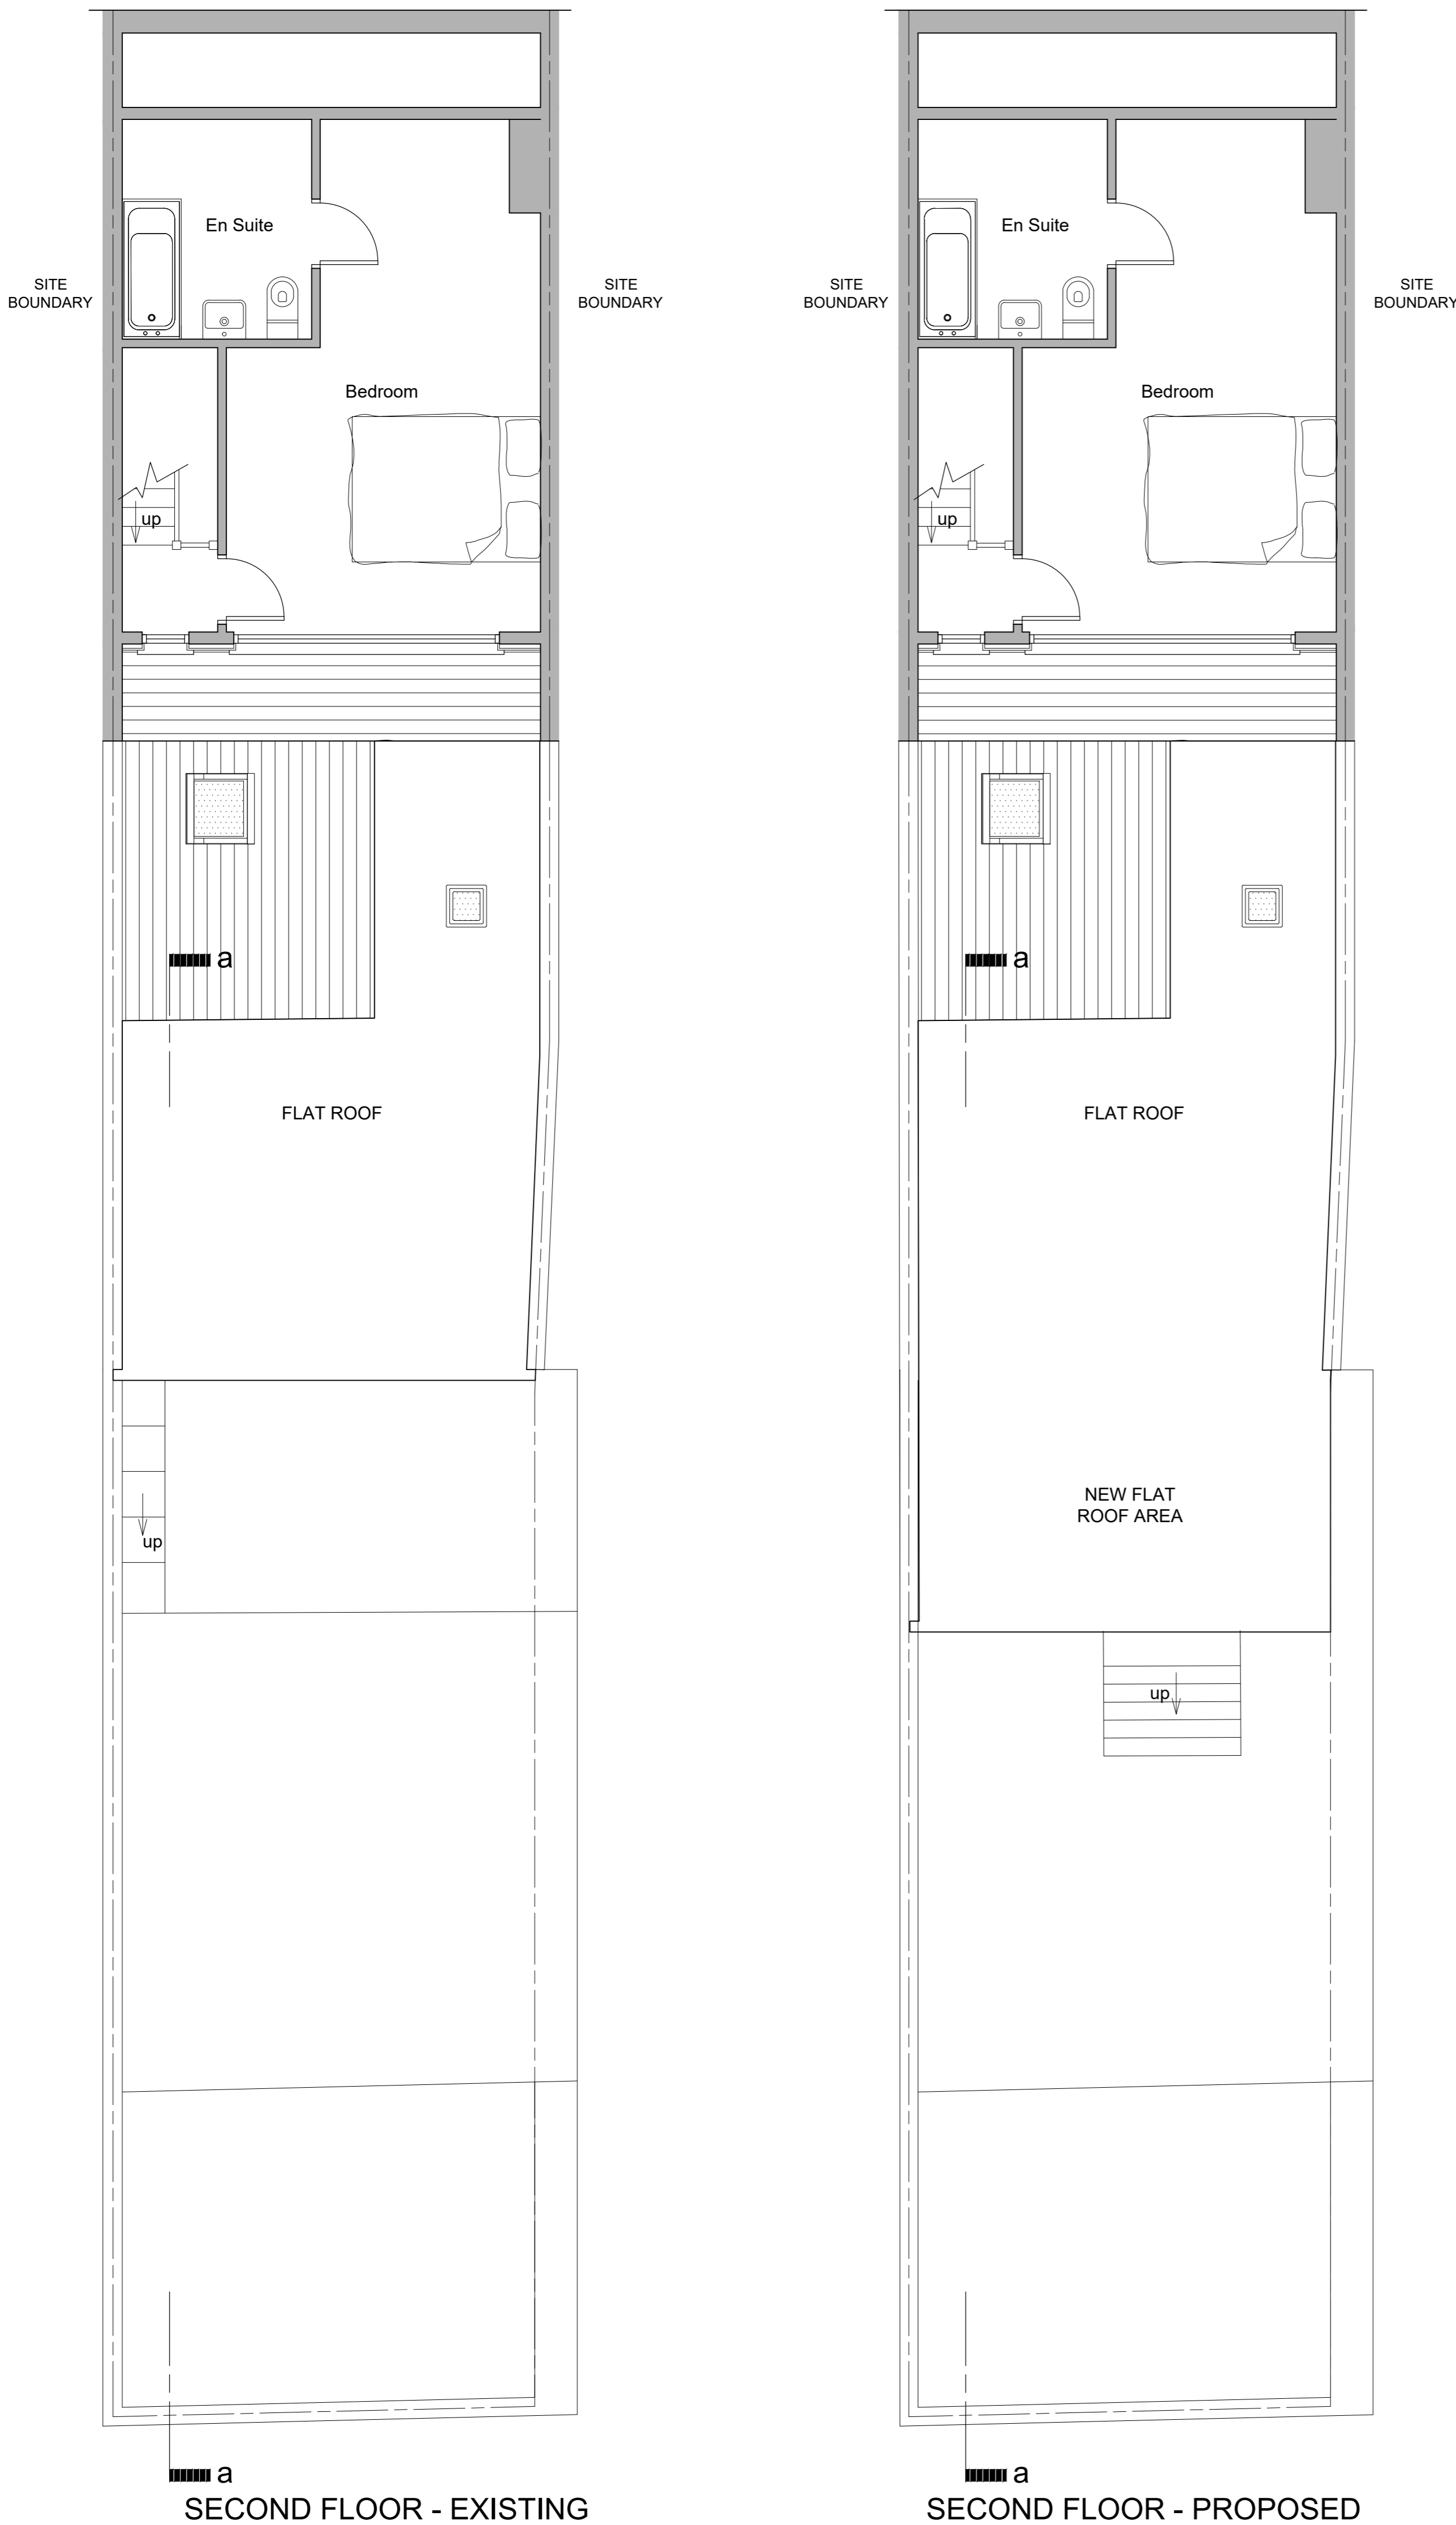 En Suite
SITE
BOUNDARY
SITE
BOUNDARY
Bedroom
up
a
FLAT ROOF
up
a
SECOND FLOOR - EXISTING
En Suite
SITE
BOUNDARY
SITE
BOUNDARY
Bedroom
up
a
FLAT ROOF
NEW FLAT
ROOF AREA
up
a
SECOND FLOOR - PROPOSED